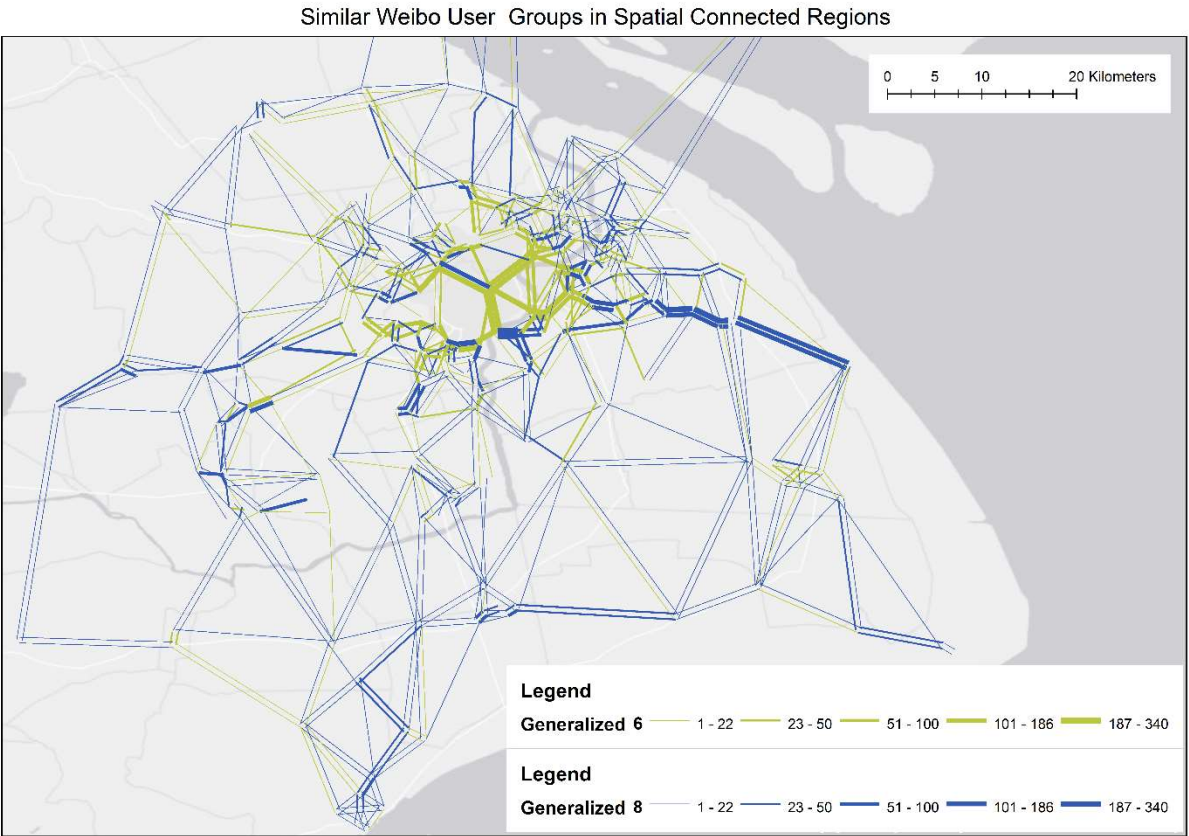 Similar Weibo User Groups in Spatial Connected Regions
0 5 10 20 Kilometers
Legend
Generalized 6 1 - 22 23 - 50 51 - 100 101 - 186 187 - 340
Legend
Generalized 8 1 - 22 23 - 50 51 - 100 101 - 186 187 - 340